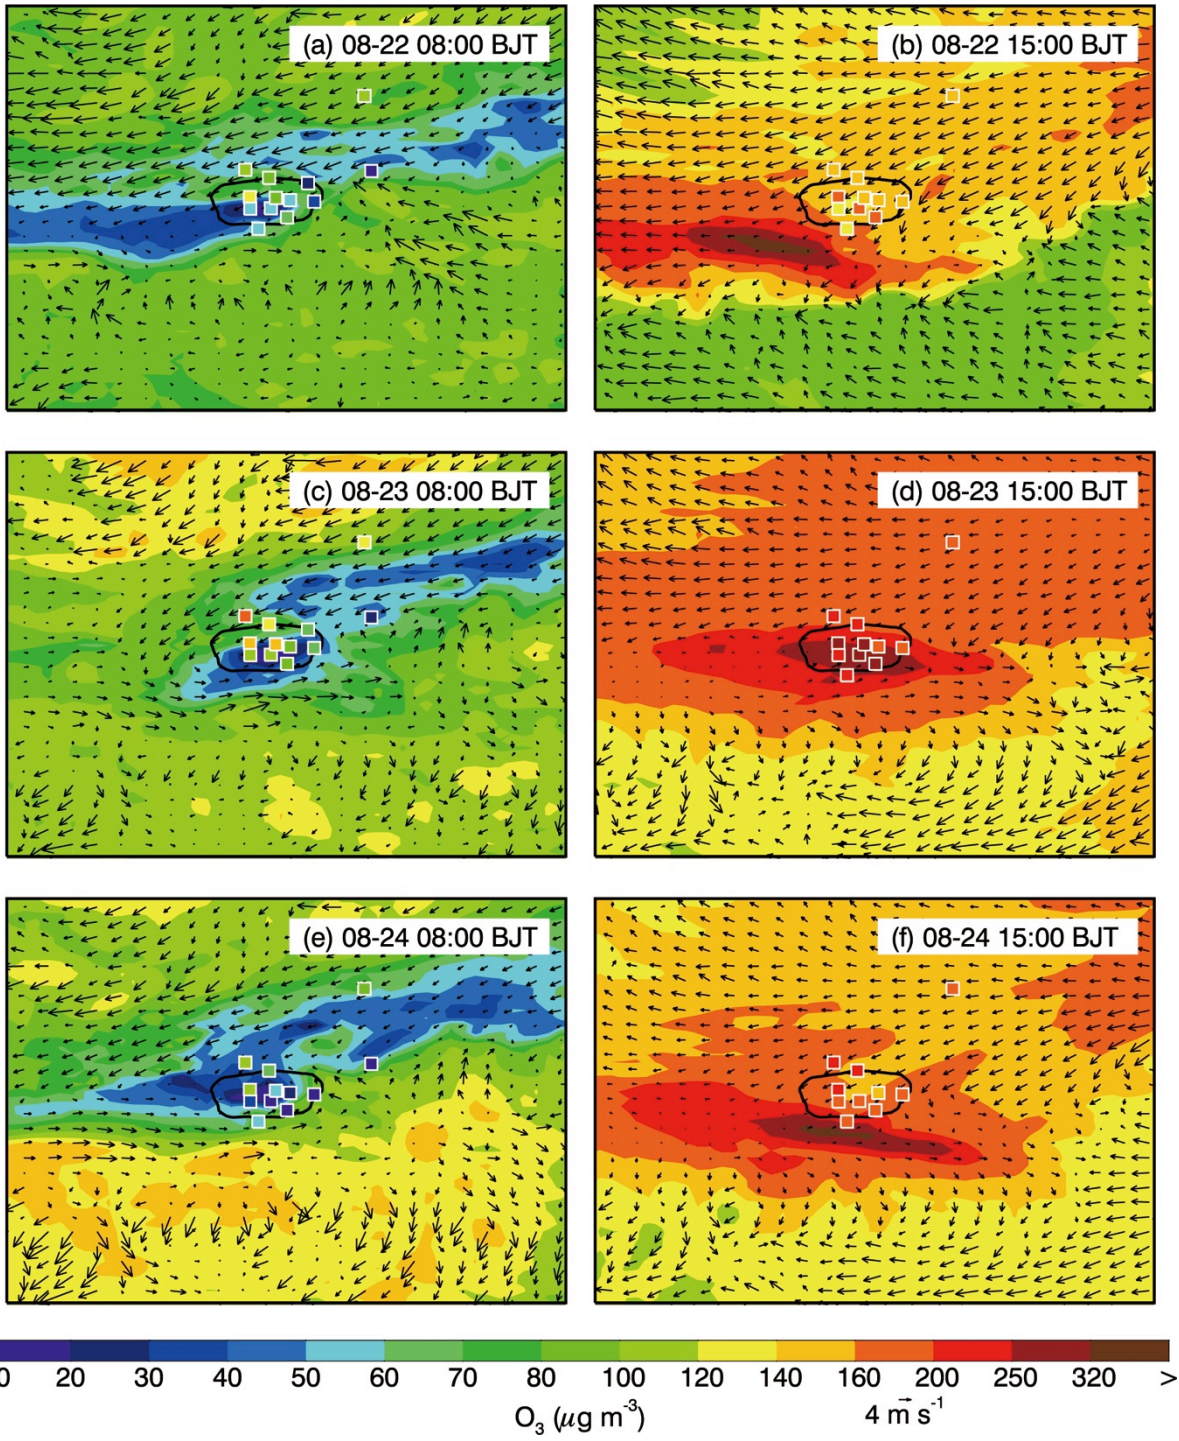 (a) 08-22 08:00 BJT
(b) 08-22 15:00 BJT
(c) 08-23 08:00 BJT
(d) 08-23 15:00 BJT
(e) 08-24 08:00 BJT
(f) 08-24 15:00 BJT
0 20 30 40 50 60 70 80 100 120 140 160 200 250 320 >
O₃ (μg m⁻³) 4 m⃗ s⁻¹